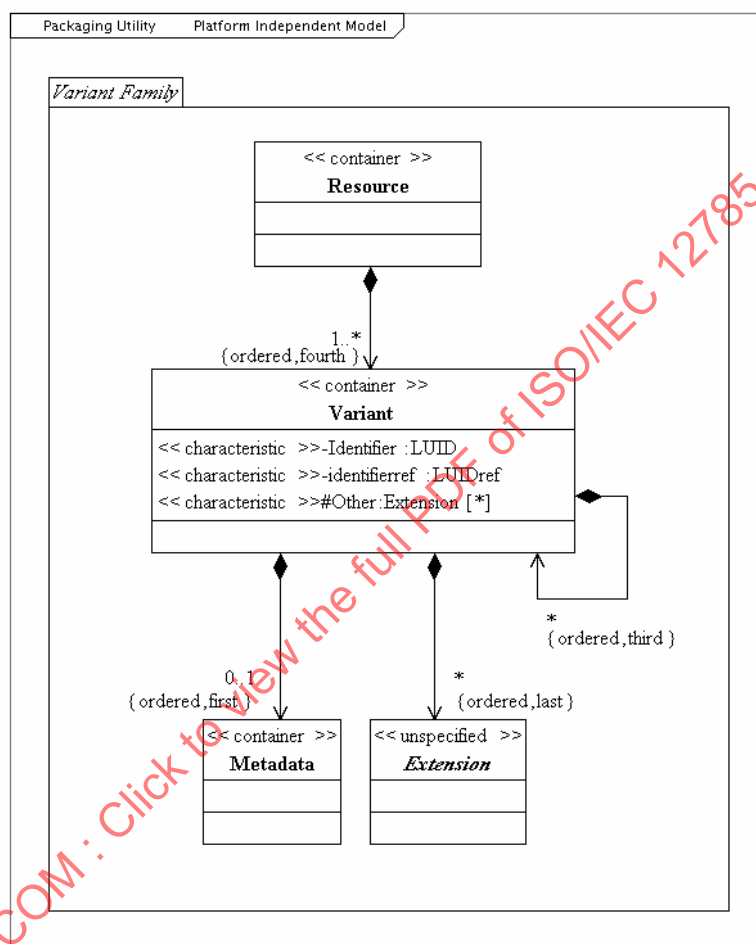 Packaging Utility Platform Independent Model
Variant Family
<< container >>
Resource
1..*
{ordered,fourth }
<< container >>
Variant
<< characteristic >>-Identifier :LUID
<< characteristic >>-identifierref :LUIDref
<< characteristic >>#Other:Extension [*]
*
{ordered,third }
0..1
{ordered,first }
*
{ordered,last}
<< container >>
Metadata
<< unspecified >>
Extension
COM : Click to view the full PDF of ISO/IEC 12785